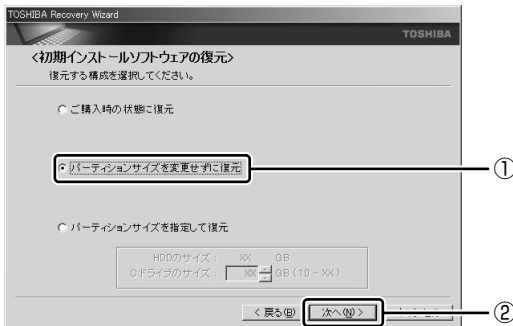 TOSHIBA Recovery Wizard
TOSHIBA
<初期インストールソフトウェアの復元>
復元する構成を選択してください。
ご購入時の状態に復元
パーティションサイズを変更せずに復元
①
パーティションサイズを指定して復元
HDDのサイズ： XX GB
C:ドライブのサイズ： XX GB (10 - XX)
< 戻る(B) 次へ(N) >
②